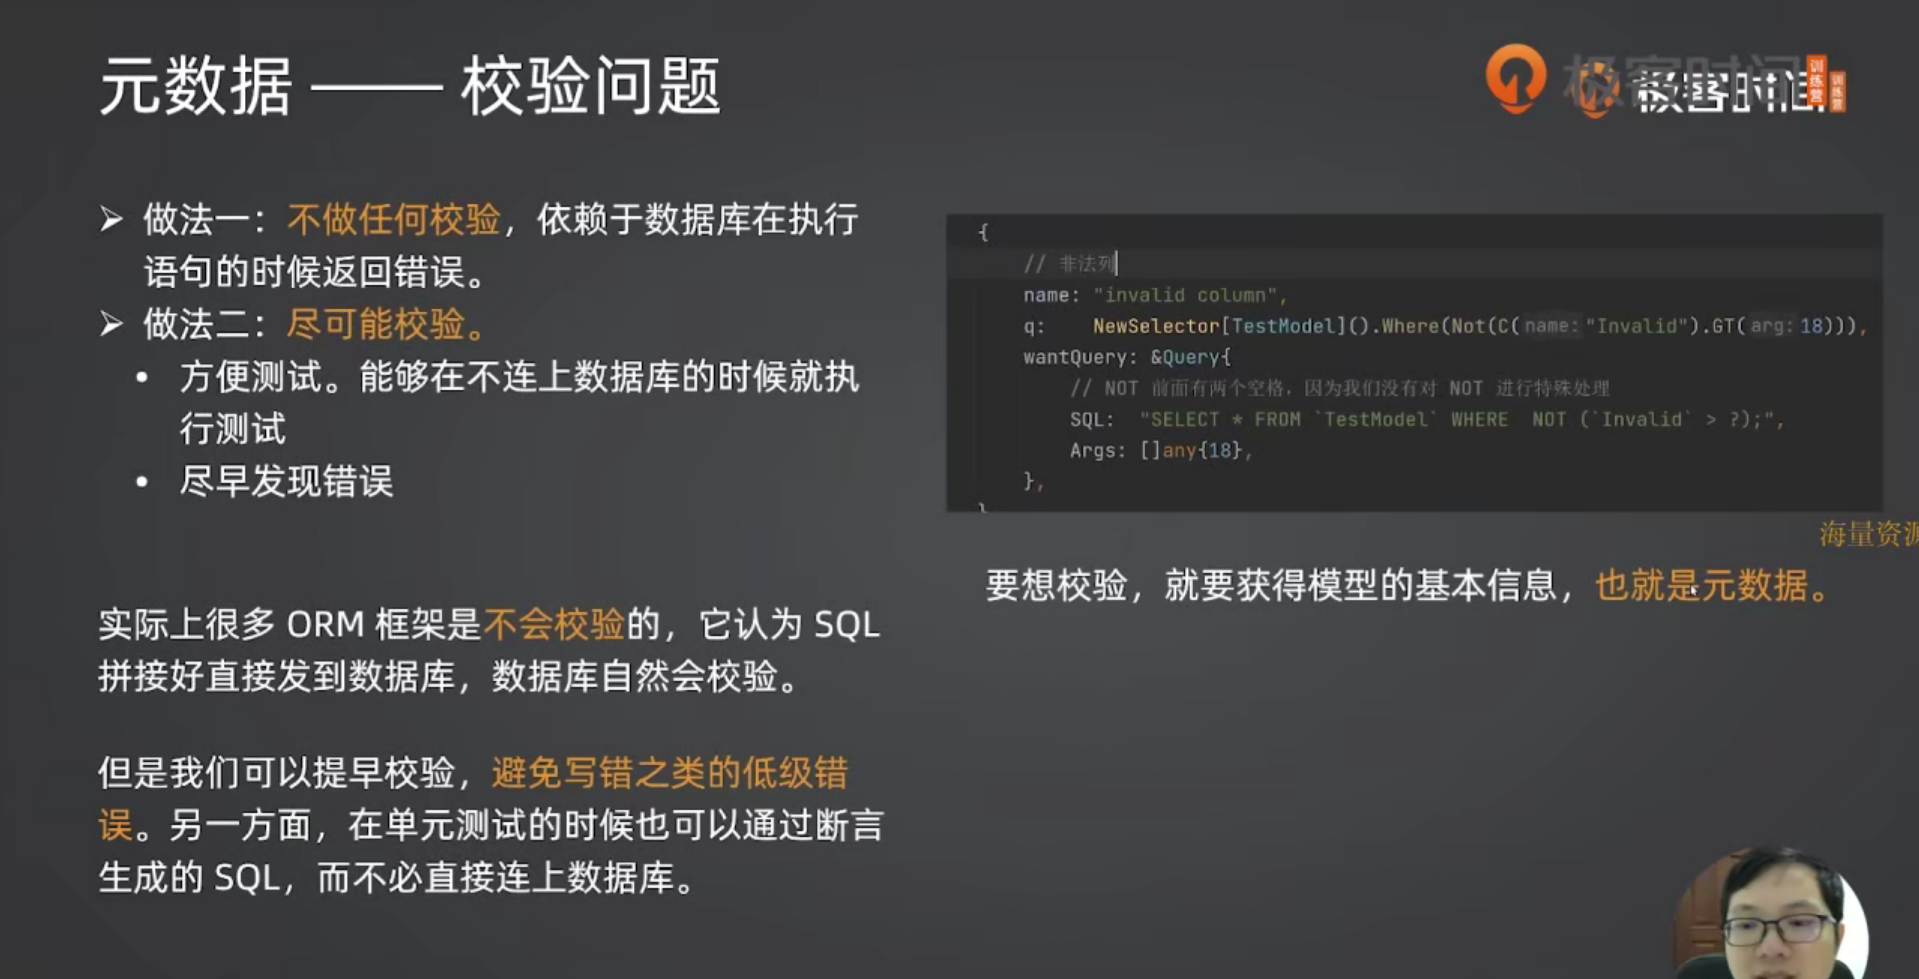 元数据 —— 校验问题
极客时间
训练营
极客时间
训练营
➢ 做法一：不做任何校验，依赖于数据库在执行
语句的时候返回错误。
➢ 做法二：尽可能校验。
• 方便测试。能够在不连上数据库的时候就执
行测试
• 尽早发现错误
实际上很多 ORM 框架是不会校验的，它认为 SQL
拼接好直接发到数据库，数据库自然会校验。
但是我们可以提早校验，避免写错之类的低级错
误。另一方面，在单元测试的时候也可以通过断言
生成的 SQL，而不必直接连上数据库。
{
// 非法列
name: "invalid column",
q: NewSelector[TestModel]().Where(Not(C( name: "Invalid").GT( arg: 18))),
wantQuery: &Query{
// NOT 前面有两个空格，因为我们没有对 NOT 进行特殊处理
SQL: "SELECT * FROM `TestModel` WHERE  NOT (`Invalid` > ?);",
Args: []any{18},
},
}
海量资源
要想校验，就要获得模型的基本信息，也就是元数据。